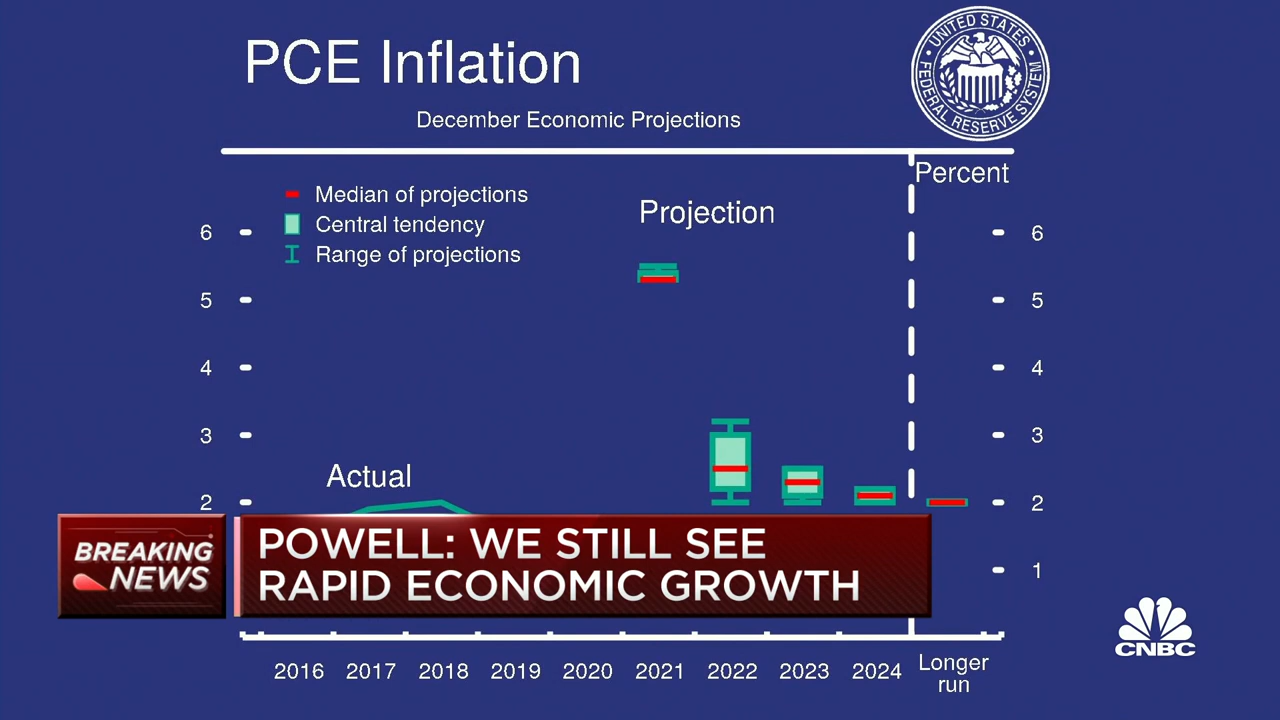 PCE Inflation
December Economic Projections
UNITED STATES
FEDERAL RESERVE SYSTEM
Percent
Median of projections
Central tendency
Range of projections
Projection
6
6
5
5
4
4
3
3
Actual
2
2
1
BREAKING
NEWS
POWELL: WE STILL SEE
RAPID ECONOMIC GROWTH
CNBC
2016 2017 2018 2019 2020 2021 2022 2023 2024 Longer
run